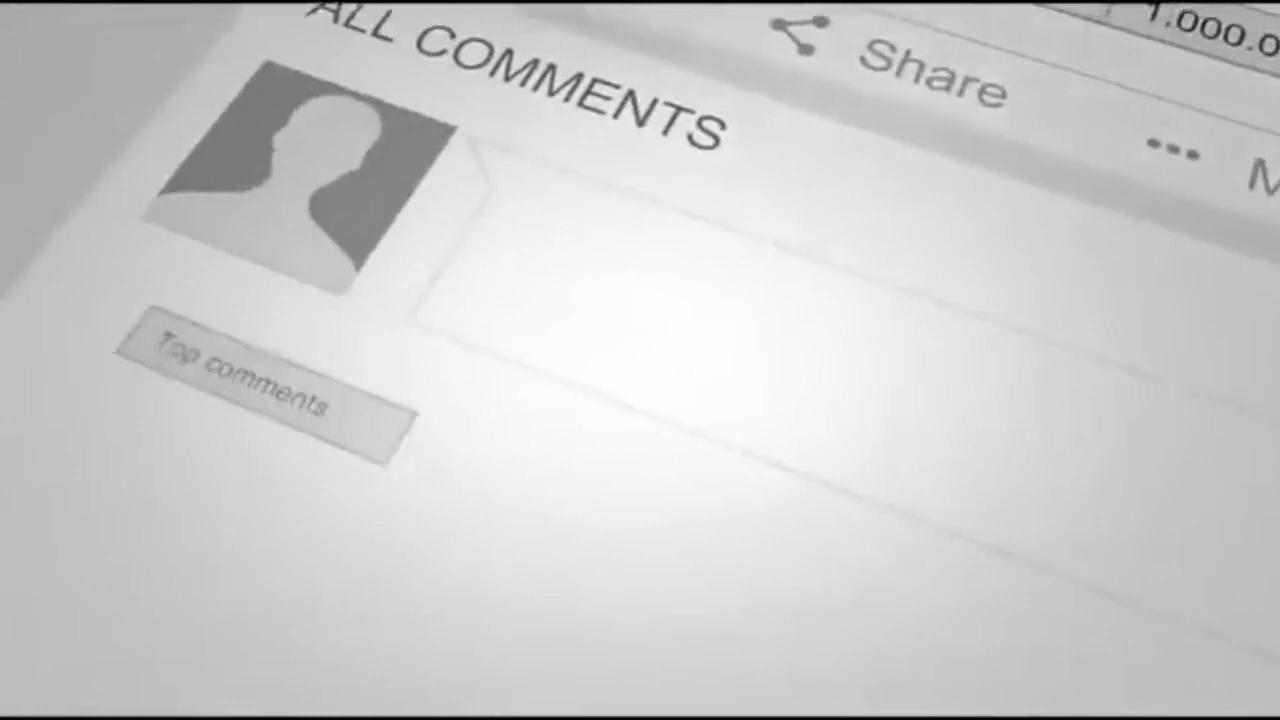 1.000.0
Share
••• M
ALL COMMENTS
Top comments